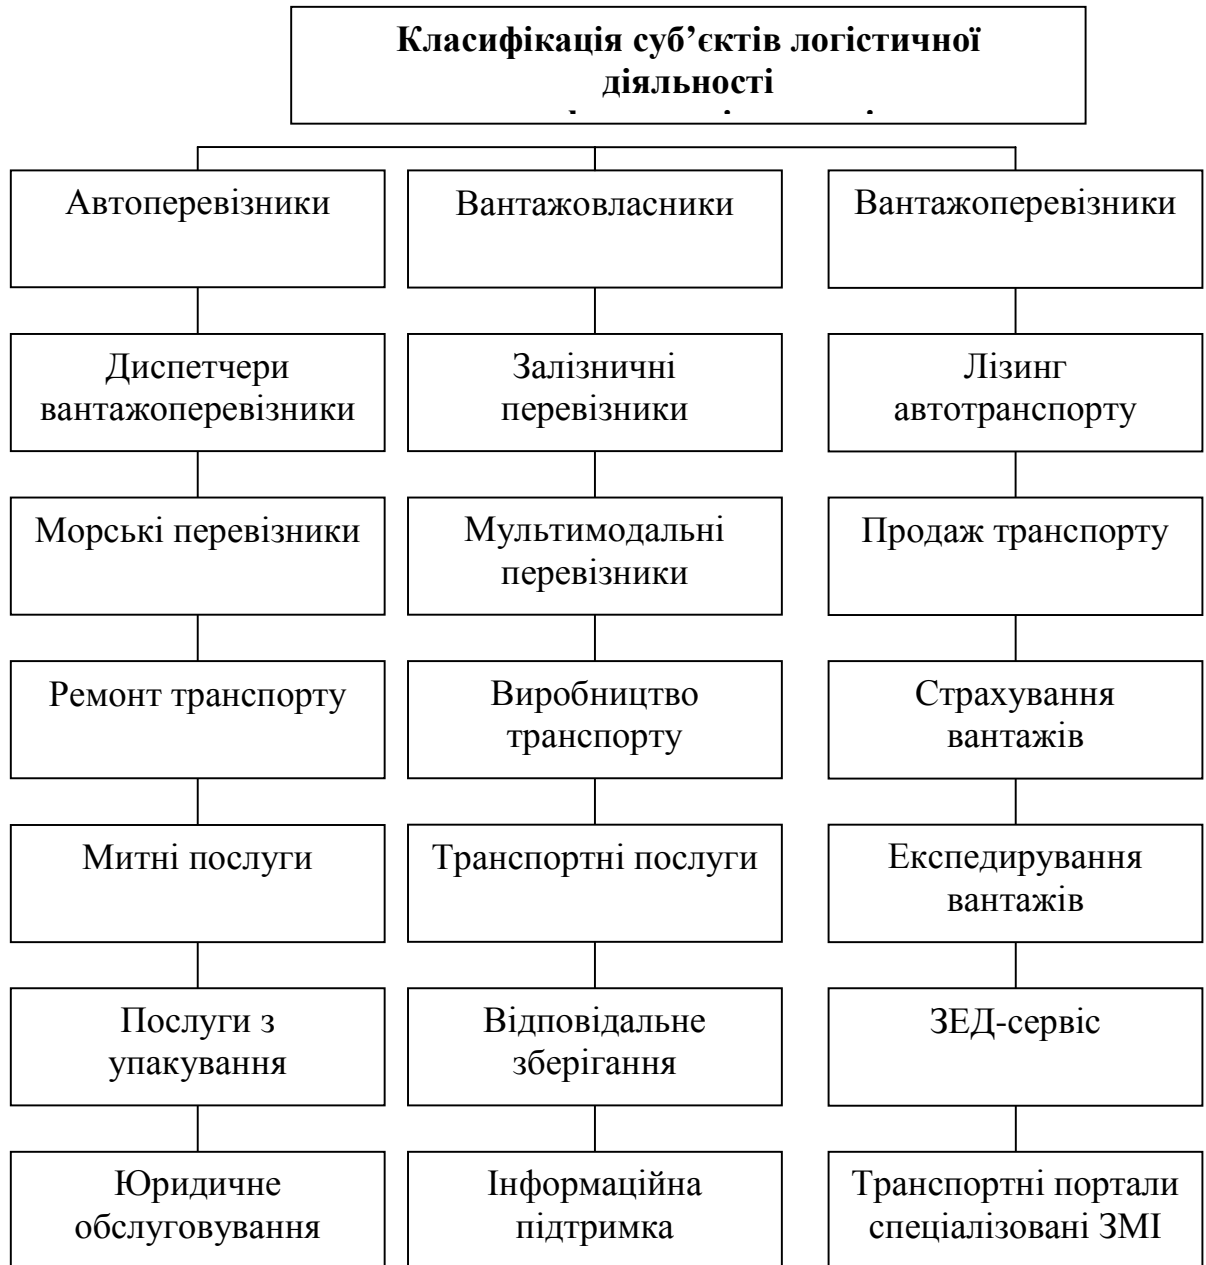 Класифікація суб’єктів логістичної
діяльності
Автоперевізники
Вантажовласники
Вантажоперевізники
Диспетчери
вантажоперевізники
Залізничні
перевізники
Лізинг
автотранспорту
Морські перевізники
Мультимодальні
перевізники
Продаж транспорту
Ремонт транспорту
Виробництво
транспорту
Страхування
вантажів
Митні послуги
Транспортні послуги
Експедирування
вантажів
Послуги з
упакування
Відповідальне
зберігання
ЗЕД-сервіс
Юридичне
обслуговування
Інформаційна
підтримка
Транспортні портали
спеціалізовані ЗМІ